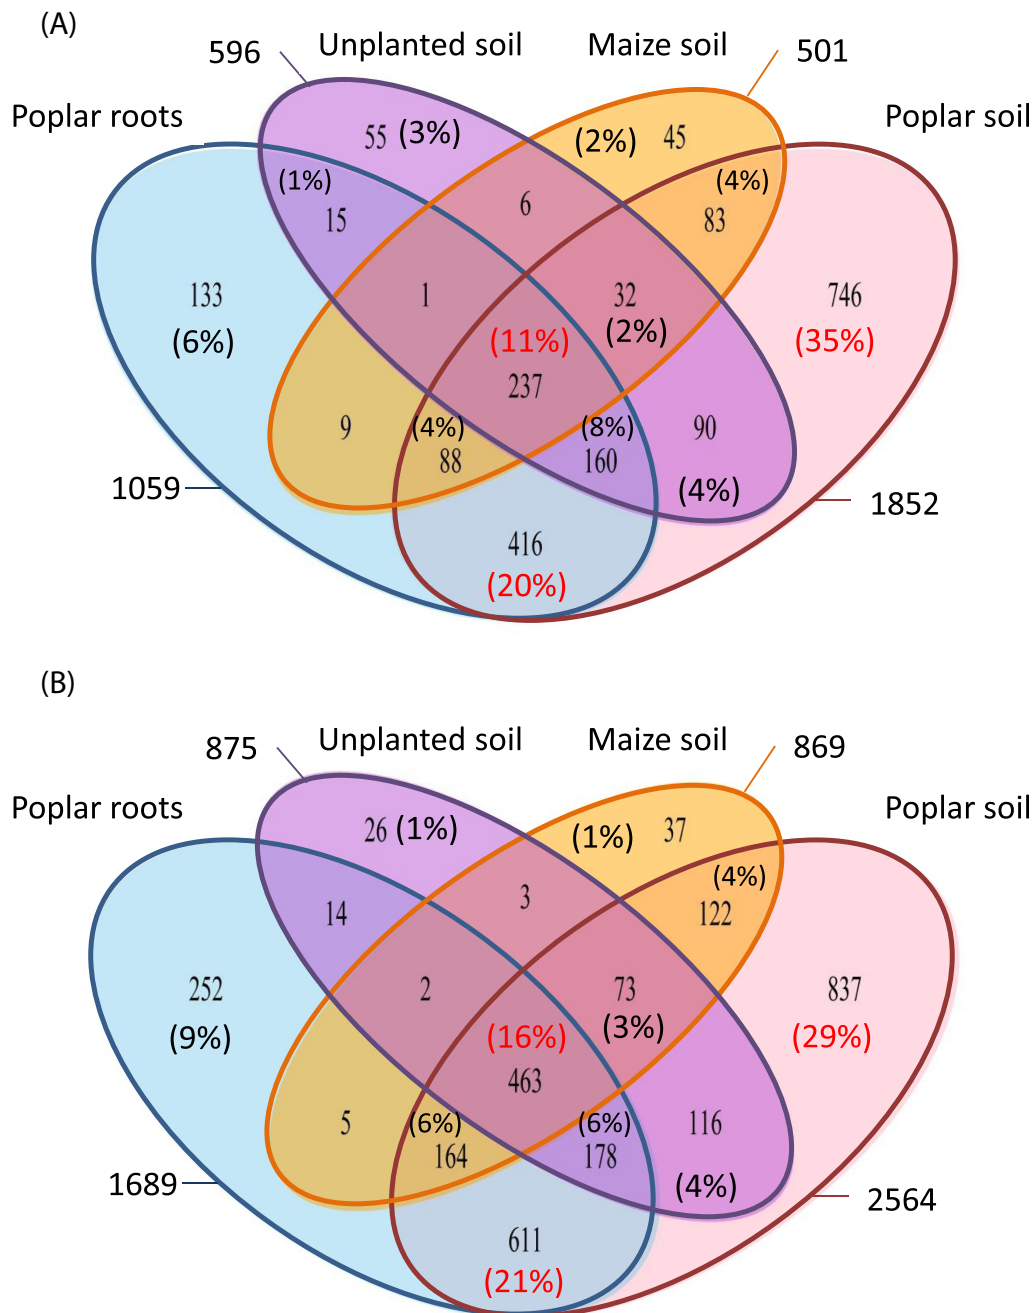 (A)
596 Unplanted soil Maize soil 501
Poplar roots Poplar soil
55 (3%) (2%) 45
(1%) (4%)
15 6 83
133 1 32 746
(6%) (11%) (2%) (35%)
237
9 (4%) (8%) 90
88 160
1059 (4%) 1852
416
(20%)
(B)
875 Unplanted soil Maize soil 869
Poplar roots Poplar soil
26 (1%) (1%) 37
(4%)
14 3 122
252 2 73 837
(9%) (16%) (3%) (29%)
463
5 (6%) (6%) 116
164 178
1689 (4%) 2564
611
(21%)